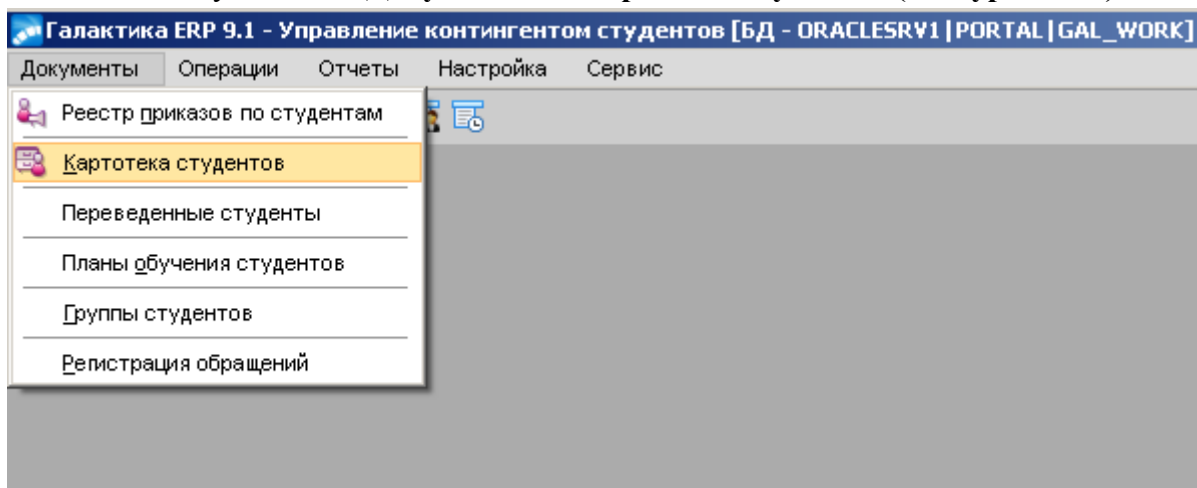 Галактика ERP 9.1 - Управление контингентом студентов [БД - ORACLESRV1|PORTAL|GAL_WORK]
Документы Операции Отчеты Настройка Сервис
Реестр приказов по студентам
Картотека студентов
Переведенные студенты
Планы обучения студентов
Группы студентов
Регистрация обращений